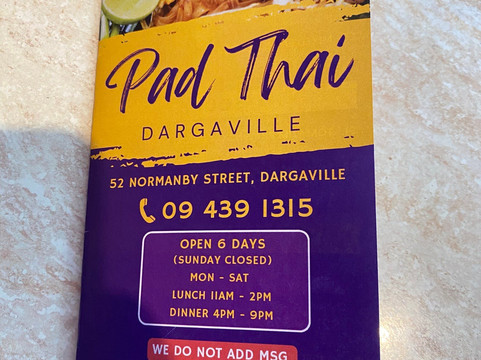 Pad Thai
DARGAVILLE
52 NORMANBY STREET, DARGAVILLE
09 439 1315
OPEN 6 DAYS
(SUNDAY CLOSED)
MON - SAT
LUNCH 11AM - 2PM
DINNER 4PM - 9PM
WE DO NOT ADD MSG